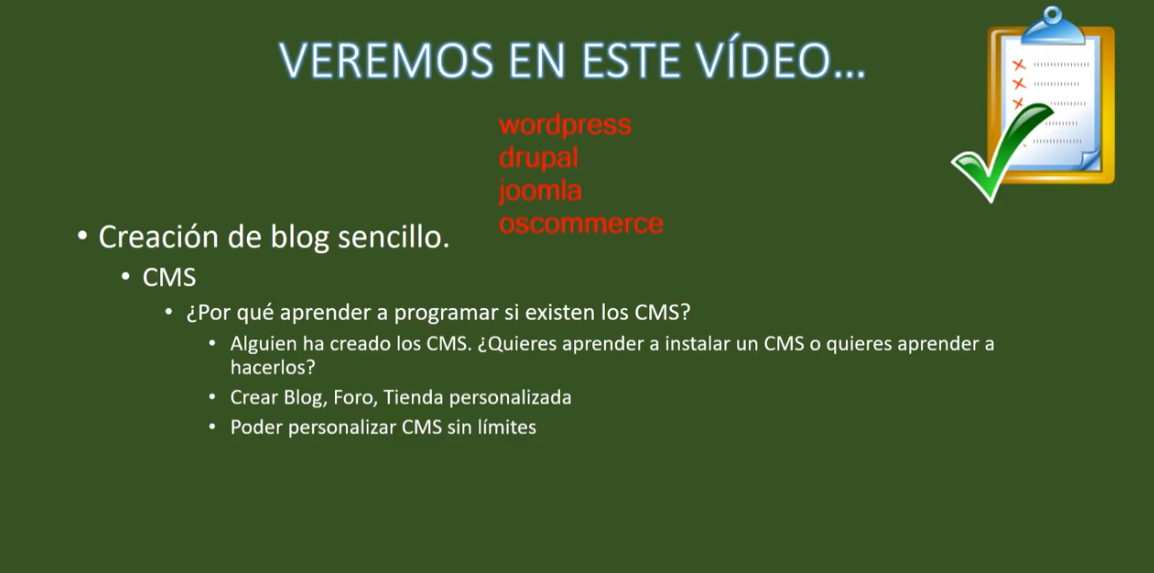 VEREMOS EN ESTE VÍDEO...
wordpress
drupal
joomla
oscommerce
• Creación de blog sencillo.
• CMS
• ¿Por qué aprender a programar si existen los CMS?
• Alguien ha creado los CMS. ¿Quieres aprender a instalar un CMS o quieres aprender a
hacerlos?
• Crear Blog, Foro, Tienda personalizada
• Poder personalizar CMS sin límites